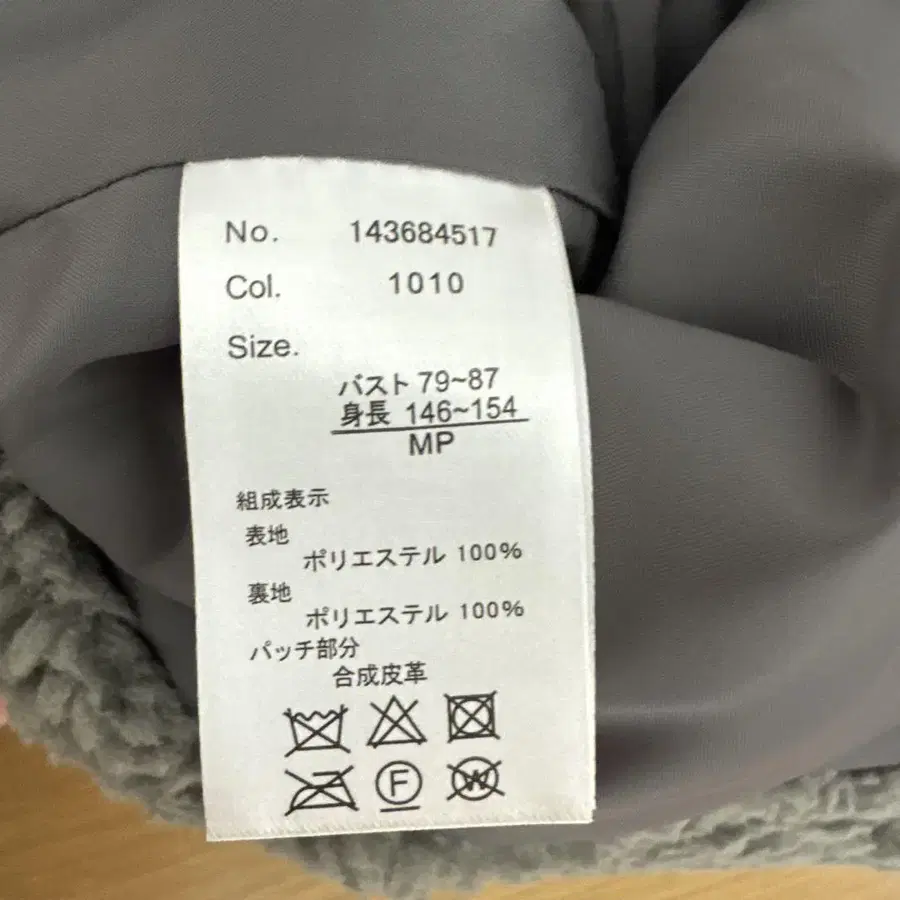 No. 143684517
Col. 1010
Size.
バスト 79~87
身長 146~154
MP
組成表示
表地
ポリエステル 100%
裏地
ポリエステル 100%
パッチ部分
合成皮革
F W